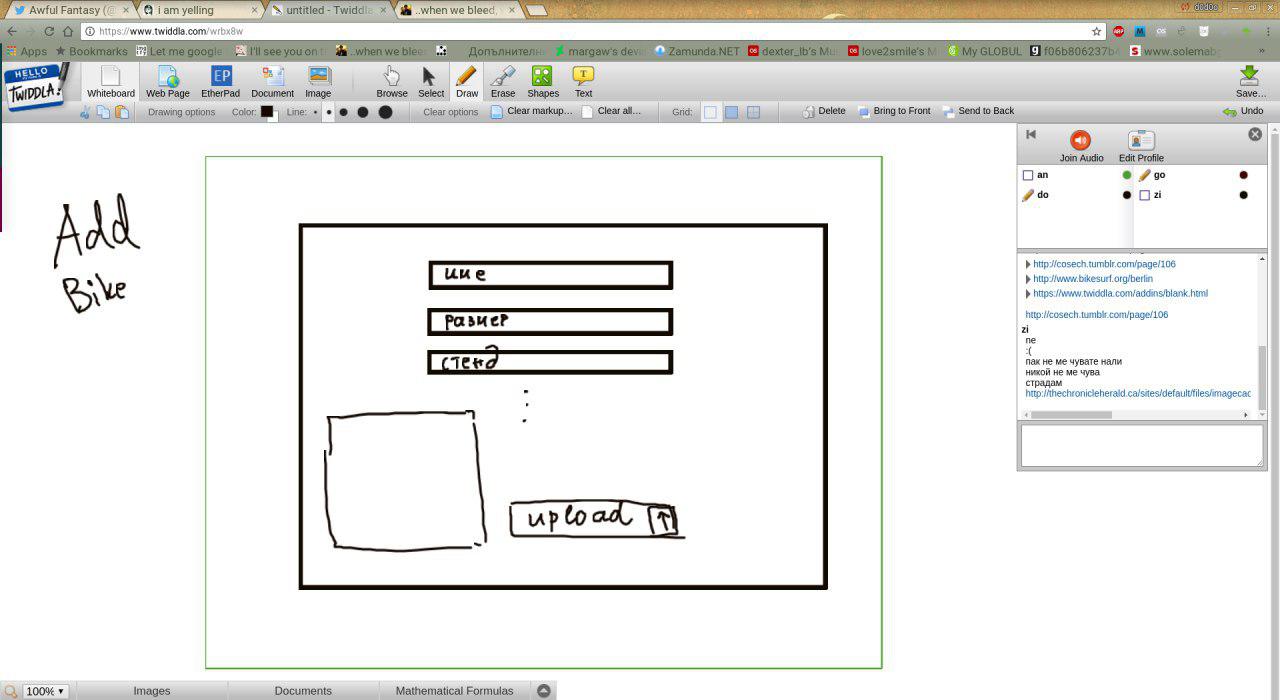 Awful Fantasy (@
i am yelling
untitled - Twiddla
..when we bleed,
https://www.twiddla.com/wrbx8w
Apps
Bookmarks
Let me google
I'll see you on t
..when we blee
Допълнителн
margaw's devi
Zamunda.NET
dexter_lb's Mu
love2smile's M
My GLOBUL
f06b806237b4
www.solemabg
»
HELLO
TWIDDLA!
Whiteboard
Web Page
EP
EtherPad
Document
Image
Browse
Select
Draw
Erase
Shapes
T
Text
Save...
Drawing options
Color:
Line:
Clear options
Clear markup...
Clear all...
Grid:
Delete
Bring to Front
Send to Back
Undo
Join Audio
Edit Profile
an
go
do
zi
http://cosech.tumblr.com/page/106
http://www.bikesurf.org/berlin
https://www.twiddla.com/addins/blank.html
http://cosech.tumblr.com/page/106
zi
ne
:(
пак не ме чувате нали
никой не ме чува
страдам
http://thechronicleherald.ca/sites/default/files/imagecac
Add
Bike
име
размер
стенд
upload
100%
Images
Documents
Mathematical Formulas